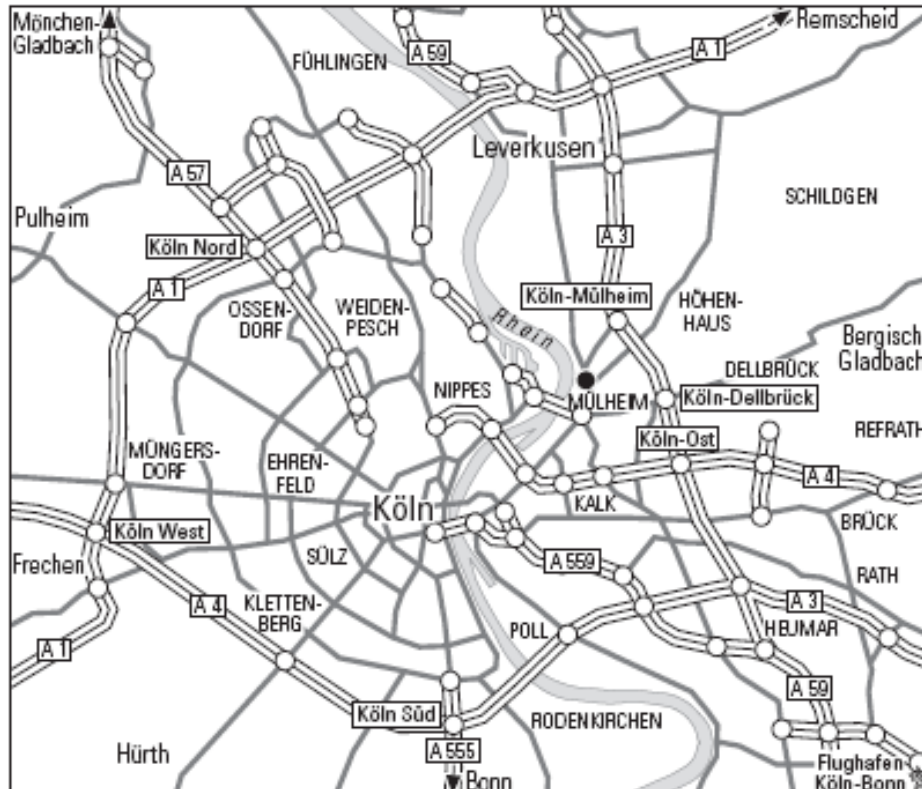 Mönchen-
Gladbach
A 59
A 1
Remscheid
FÜHLINGEN
Leverkusen
A 57
SCHILDGEN
Pulheim
Köln Nord
A 3
A 1
Köln-Mülheim
HÖHEN-
HAUS
OSSEN-
DORF
WEIDEN-
PESCH
Rhein
Bergisch
Gladbach
DELLBRÜCK
NIPPES
MÜLHEIM
Köln-Dellbrück
REFRATH
Köln-Ost
MÜNGERS-
DORF
EHREN-
FELD
A 4
Köln
KALK
BRÜCK
Köln West
Frechen
SÜLZ
A 559
RATH
A 4
KLETTEN-
BERG
A 3
POLL
HEUMAR
A 1
A 59
Köln Süd
RODENKIRCHEN
Hürth
A 555
Bonn
Flughafen
Köln-Bonn